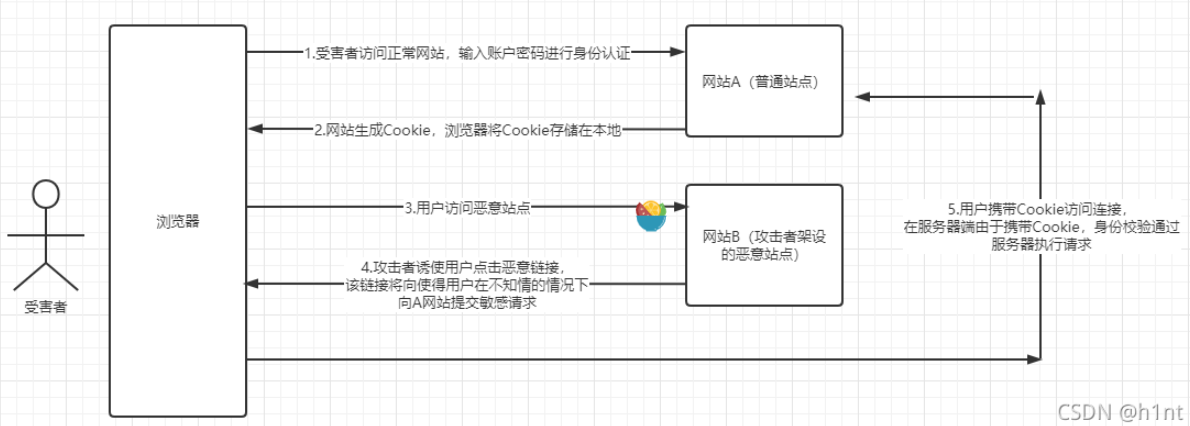 1.受害者访问正常网站，输入账户密码进行身份认证
网站A（普通站点）
2.网站生成Cookie，浏览器将Cookie存储在本地
受害者
浏览器
3.用户访问恶意站点
网站B（攻击者架设
的恶意站点）
4.攻击者诱使用户点击恶意链接，
该链接将向使得用户在不知情的情况下
向A网站提交敏感请求
5.用户携带Cookie访问连接，
在服务器端由于携带Cookie，身份校验通过
服务器执行请求
CSDN @h1nt